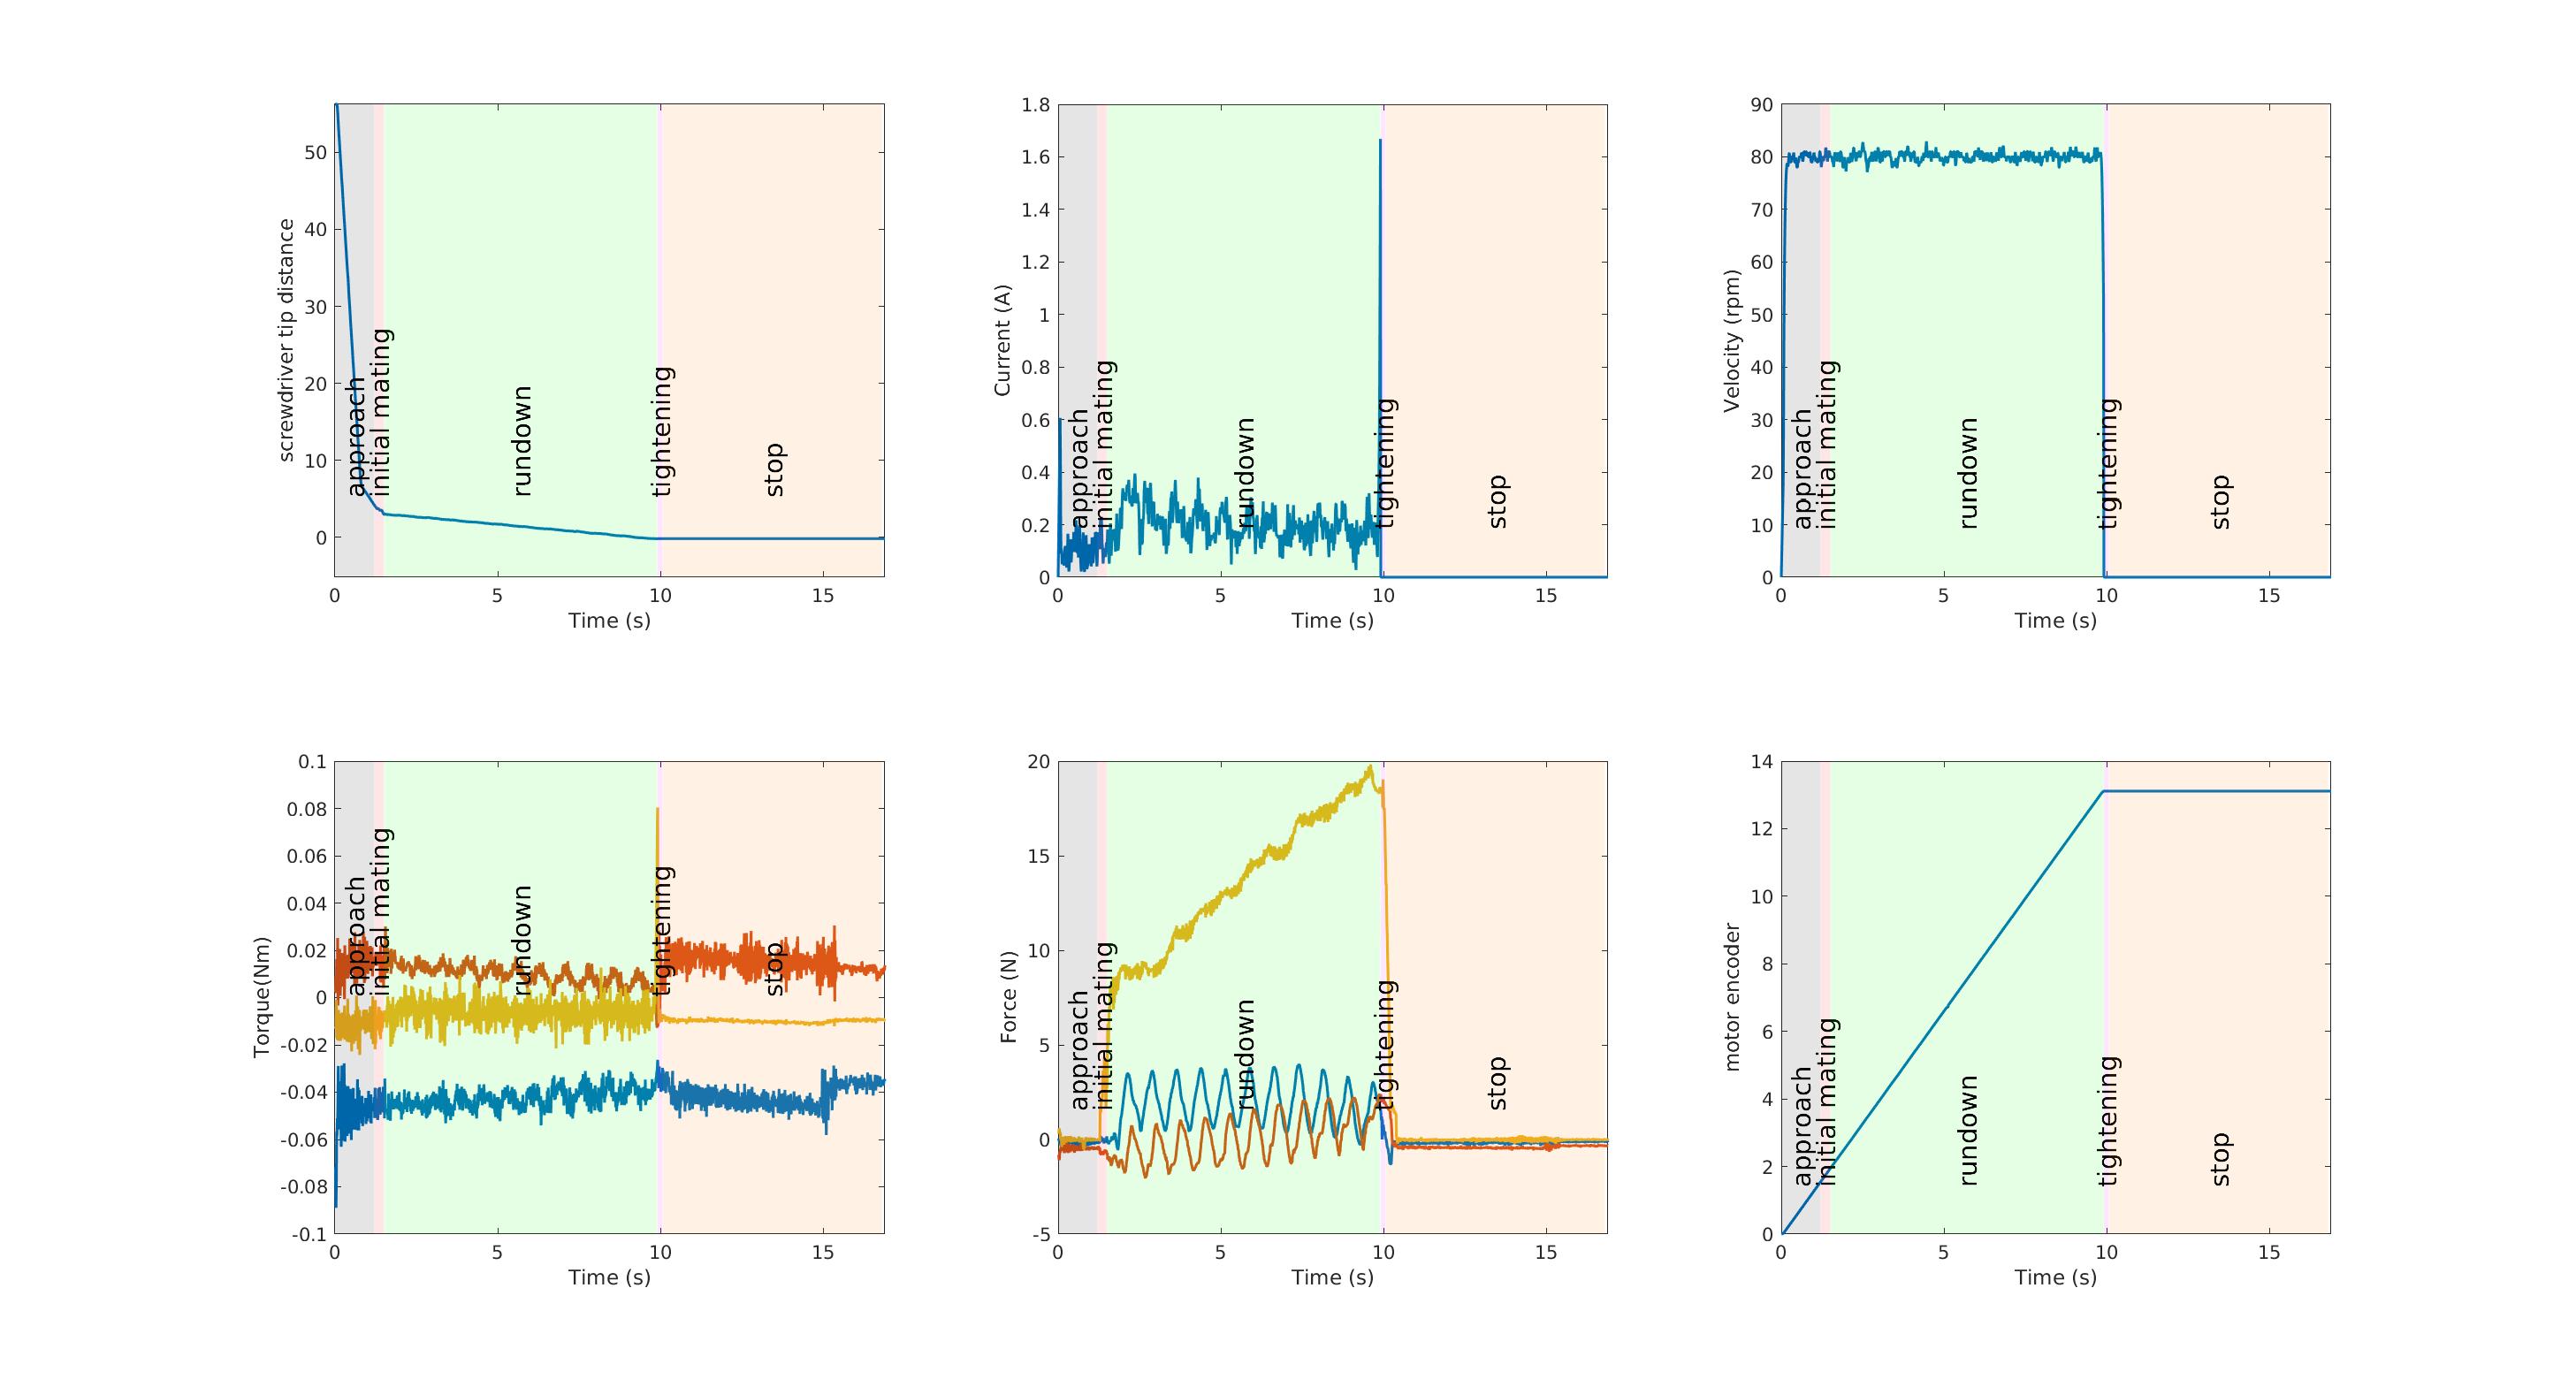 screwdriver tip distance
50
40
30
20
10
0
approach
initial mating
rundown
tightening
stop
0 5 10 15
Time (s)
Current (A)
1.8
1.6
1.4
1.2
1
0.8
0.6
0.4
0.2
0
approach
initial mating
rundown
tightening
stop
0 5 10 15
Time (s)
Velocity (rpm)
90
80
70
60
50
40
30
20
10
0
approach
initial mating
rundown
tightening
stop
0 5 10 15
Time (s)
Torque(Nm)
0.1
0.08
0.06
0.04
0.02
0
-0.02
-0.04
-0.06
-0.08
-0.1
approach
initial mating
rundown
tightening
stop
0 5 10 15
Time (s)
Force (N)
20
15
10
5
0
-5
approach
initial mating
rundown
tightening
stop
0 5 10 15
Time (s)
motor encoder
14
12
10
8
6
4
2
0
approach
initial mating
rundown
tightening
stop
0 5 10 15
Time (s)